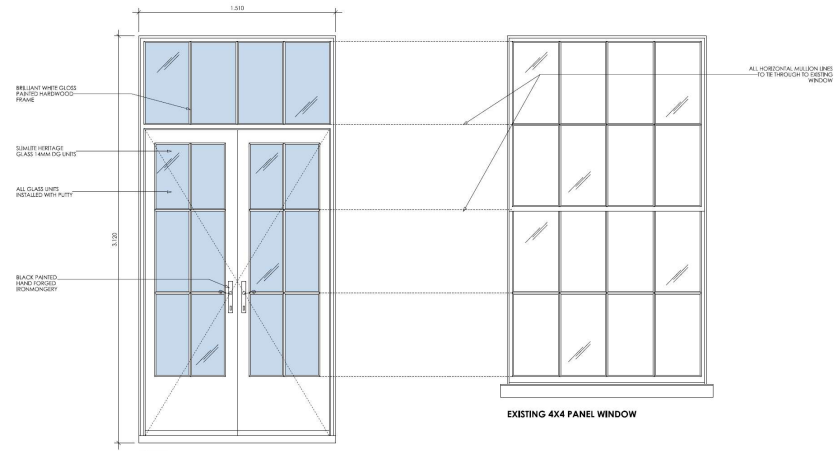 1.510
BRILLIANT WHITE GLOSS
PAINTED HARDWOOD
FRAME
SLIMLITE HERITAGE
GLASS 14MM DG UNITS
ALL GLASS UNITS
INSTALLED WITH PUTTY
3.120
BLACK PAINTED
HAND FORGED
IRONMONGERY
ALL HORIZONTAL MULLION LINES
TO TIE THROUGH TO EXISTING
WINDOW
EXISTING 4X4 PANEL WINDOW